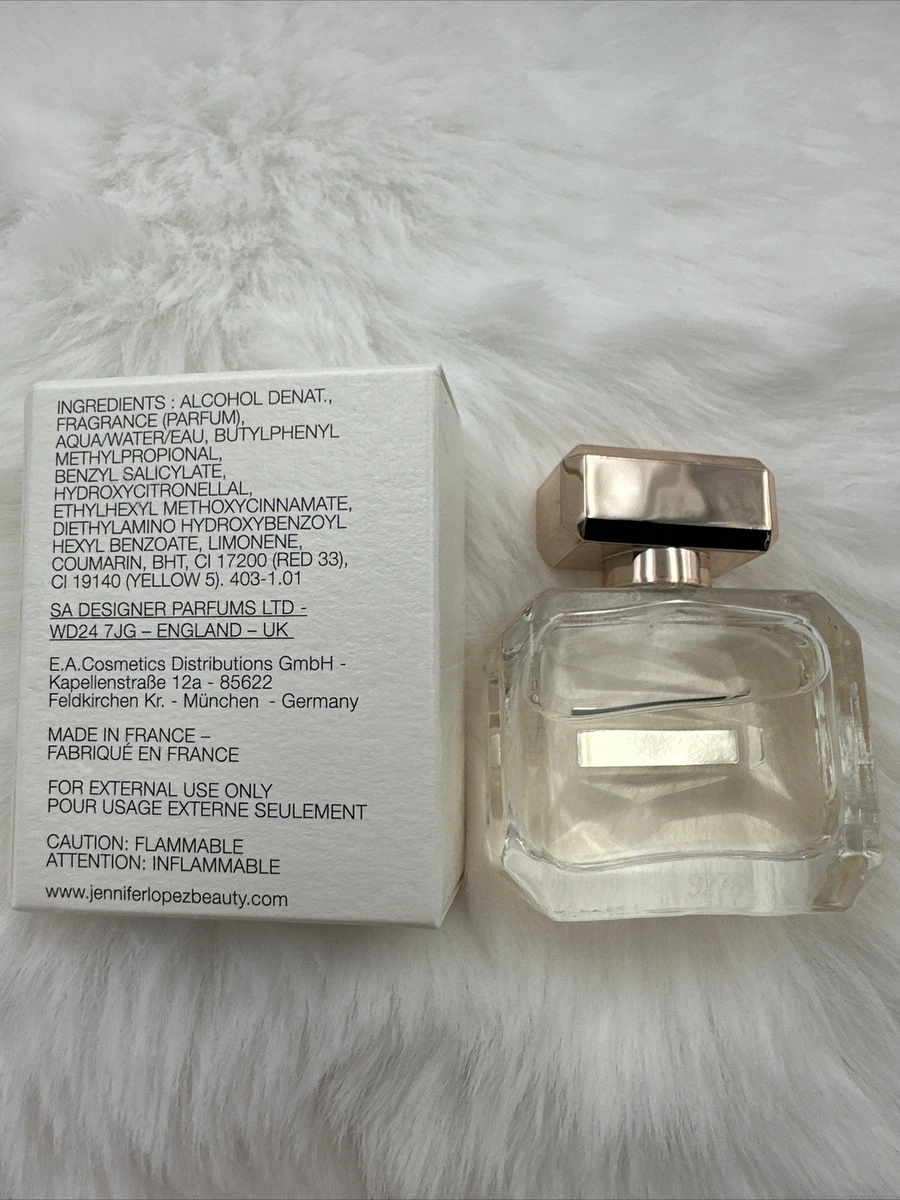 INGREDIENTS : ALCOHOL DENAT.,
FRAGRANCE (PARFUM),
AQUA/WATER/EAU, BUTYLPHENYL
METHYLPROPIONAL,
BENZYL SALICYLATE,
HYDROXYCITRONELLAL,
ETHYLHEXYL METHOXYCINNAMATE,
DIETHYLAMINO HYDROXYBENZOYL
HEXYL BENZOATE, LIMONENE,
COUMARIN, BHT, CI 17200 (RED 33),
CI 19140 (YELLOW 5). 403-1.01
SA DESIGNER PARFUMS LTD -
WD24 7JG – ENGLAND – UK
E.A.Cosmetics Distributions GmbH -
Kapellenstraße 12a - 85622
Feldkirchen Kr. - München - Germany
MADE IN FRANCE –
FABRIQUÉ EN FRANCE
FOR EXTERNAL USE ONLY
POUR USAGE EXTERNE SEULEMENT
CAUTION: FLAMMABLE
ATTENTION: INFLAMMABLE
www.jenniferlopezbeauty.com